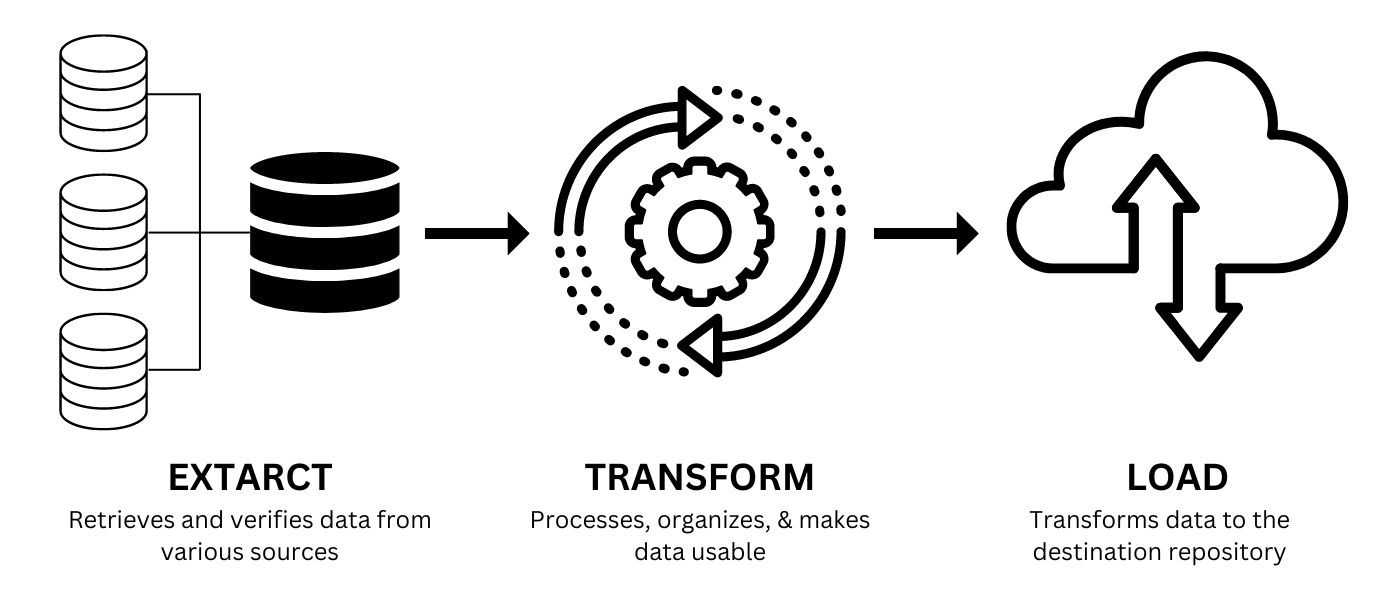 EXTARCT
Retrieves and verifies data from
various sources
TRANSFORM
Processes, organizes, & makes
data usable
LOAD
Transforms data to the
destination repository